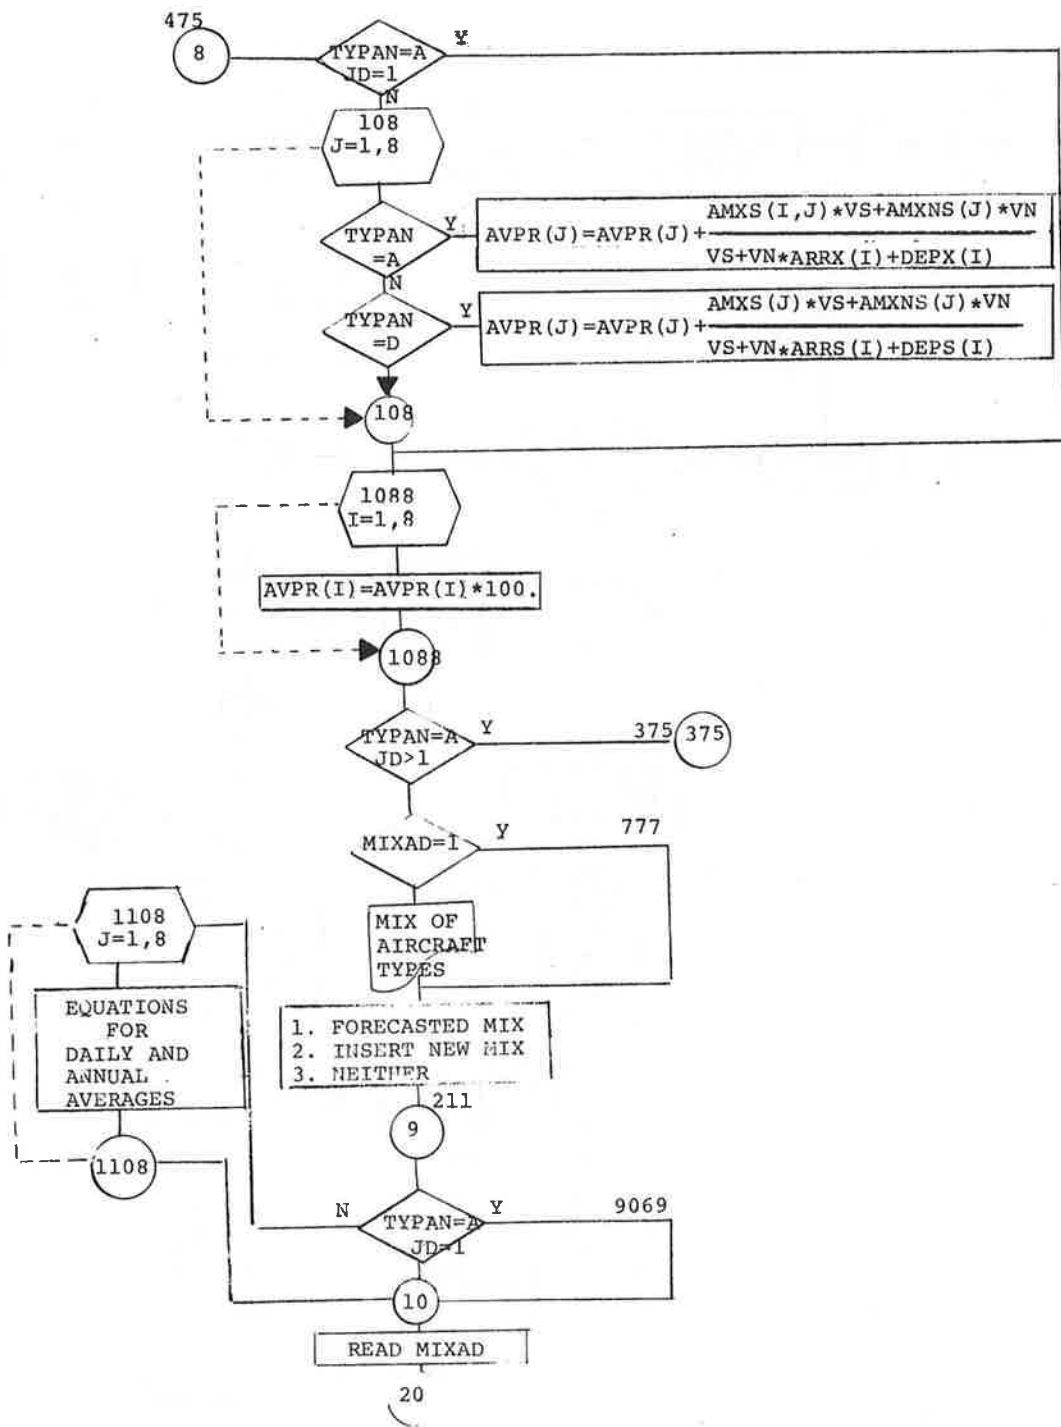 475
8
TYPAN=A
JD=1
Y
N
108
J=1,8
TYPAN
=A
Y
AVPR(J)=AVPR(J)+
AMXS(I,J)*VS+AMXNS(J)*VN
VS+VN*ARRX(I)+DEPX(I)
N
TYPAN
=D
Y
AVPR(J)=AVPR(J)+
AMXS(J)*VS+AMXNS(J)*VN
VS+VN*ARRS(I)+DEPS(I)
108
1088
I=1,8
AVPR(I)=AVPR(I)*100.
1088
TYPAN=A
JD>1
Y
375
375
MIXAD=1
Y
777
MIX OF
AIRCRAFT
TYPES
1108
J=1,8
EQUATIONS
FOR
DAILY AND
ANNUAL
AVERAGES
1108
1. FORECASTED MIX
2. INSERT NEW MIX
3. NEITHER
211
9
N
TYPAN=A
JD=1
Y
9069
10
READ MIXAD
20